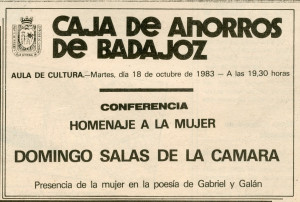 CAJA DE AHORROS
DE BADAJOZ
AULA DE CULTURA.—Martes, dia 18 de octubre de 1983 — A las 19,30 horas
CONFERENCIA
HOMENAJE A LA MUJER
DOMINGO SALAS DE LA CAMARA
Presencia de la mujer en la poesía de Gabriel y Galán